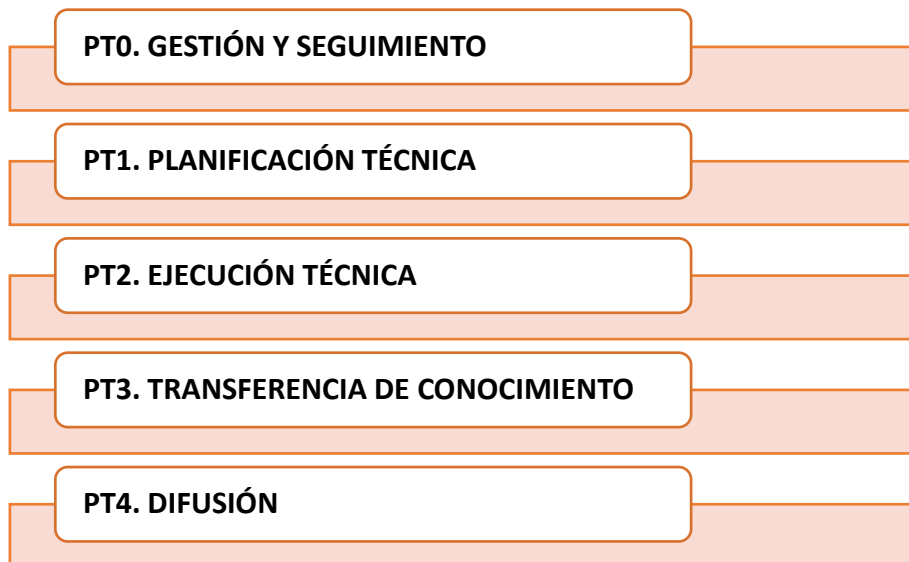 PT0. GESTIÓN Y SEGUIMIENTO
PT1. PLANIFICACIÓN TÉCNICA
PT2. EJECUCIÓN TÉCNICA
PT3. TRANSFERENCIA DE CONOCIMIENTO
PT4. DIFUSIÓN